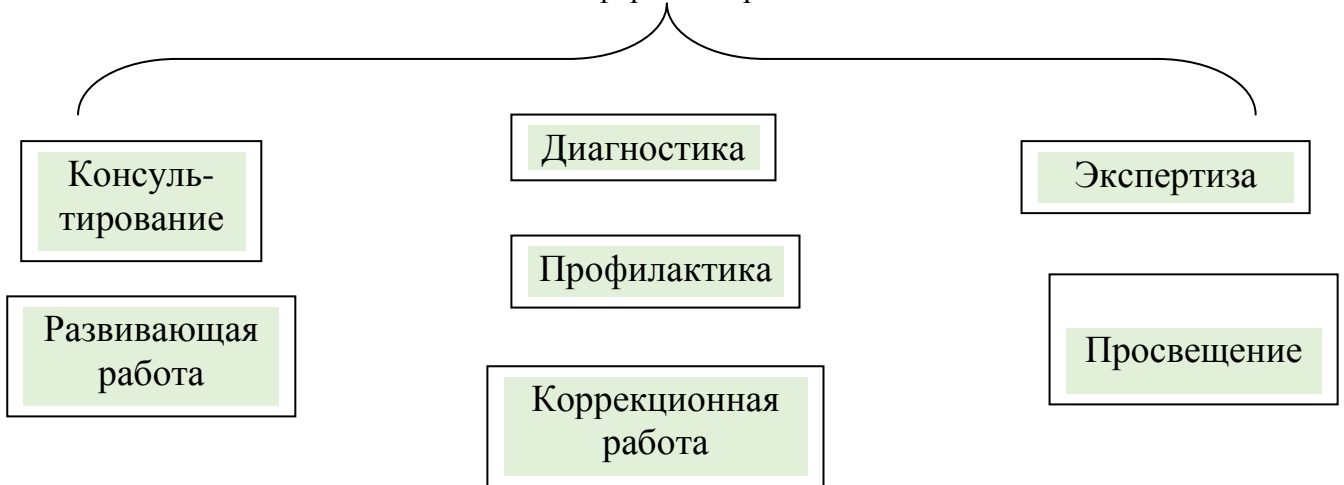 Консуль-
тирование
Диагностика
Экспертиза
Профилактика
Развивающая
работа
Просвещение
Коррекционная
работа